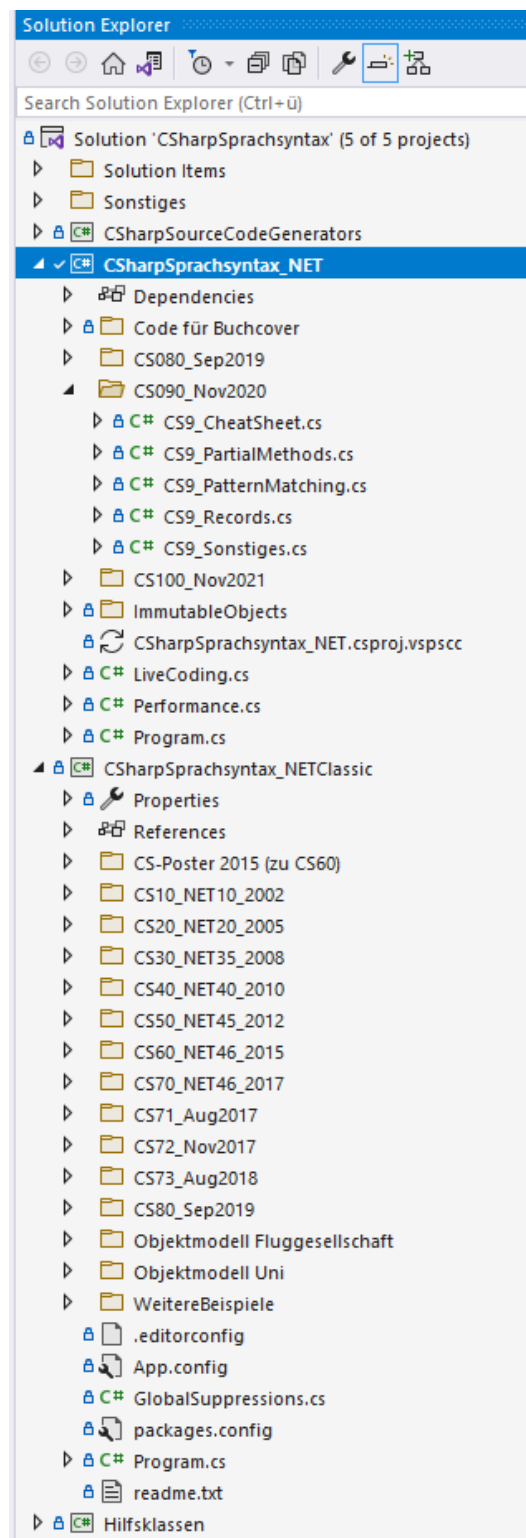 Solution Explorer
Search Solution Explorer (Ctrl+ü)
Solution 'CSharpSprachsyntax' (5 of 5 projects)
Solution Items
Sonstiges
C# CSharpSourceCodeGenerators
C# CSharpSprachsyntax_NET
Dependencies
Code für Buchcover
CS080_Sep2019
CS090_Nov2020
C# CS9_CheatSheet.cs
C# CS9_PartialMethods.cs
C# CS9_PatternMatching.cs
C# CS9_Records.cs
C# CS9_Sonstiges.cs
CS100_Nov2021
ImmutableObjects
CSharpSprachsyntax_NET.csproj.vspscc
C# LiveCoding.cs
C# Performance.cs
C# Program.cs
C# CSharpSprachsyntax_NETClassic
Properties
References
CS-Poster 2015 (zu CS60)
CS10_NET10_2002
CS20_NET20_2005
CS30_NET35_2008
CS40_NET40_2010
CS50_NET45_2012
CS60_NET46_2015
CS70_NET46_2017
CS71_Aug2017
CS72_Nov2017
CS73_Aug2018
CS80_Sep2019
Objektmodell Fluggesellschaft
Objektmodell Uni
WeitereBeispiele
.editorconfig
App.config
C# GlobalSuppressions.cs
packages.config
C# Program.cs
readme.txt
C# Hilfsklassen